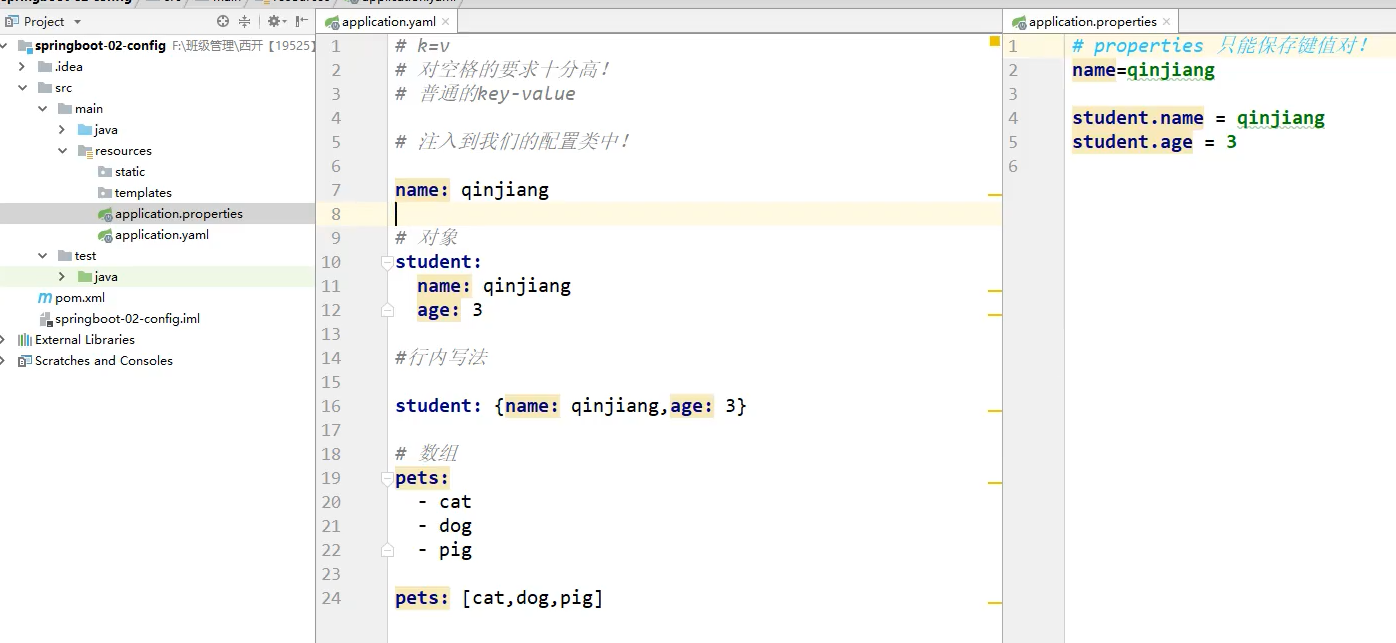 Project
springboot-02-config F:\班级管理\西开【19525】
.idea
src
main
java
resources
static
templates
application.properties
application.yaml
test
java
pom.xml
springboot-02-config.iml
External Libraries
Scratches and Consoles
application.yaml
1 # k=v
2 # 对空格的要求十分高！
3 # 普通的key-value
4
5 # 注入到我们的配置类中！
6
7 name: qinjiang
8
9 # 对象
10 student:
11 name: qinjiang
12 age: 3
13
14 #行内写法
15
16 student: {name: qinjiang,age: 3}
17
18 # 数组
19 pets:
20 - cat
21 - dog
22 - pig
23
24 pets: [cat,dog,pig]
application.properties
1 # properties 只能保存键值对！
2 name=qinjiang
3
4 student.name = qinjiang
5 student.age = 3
6